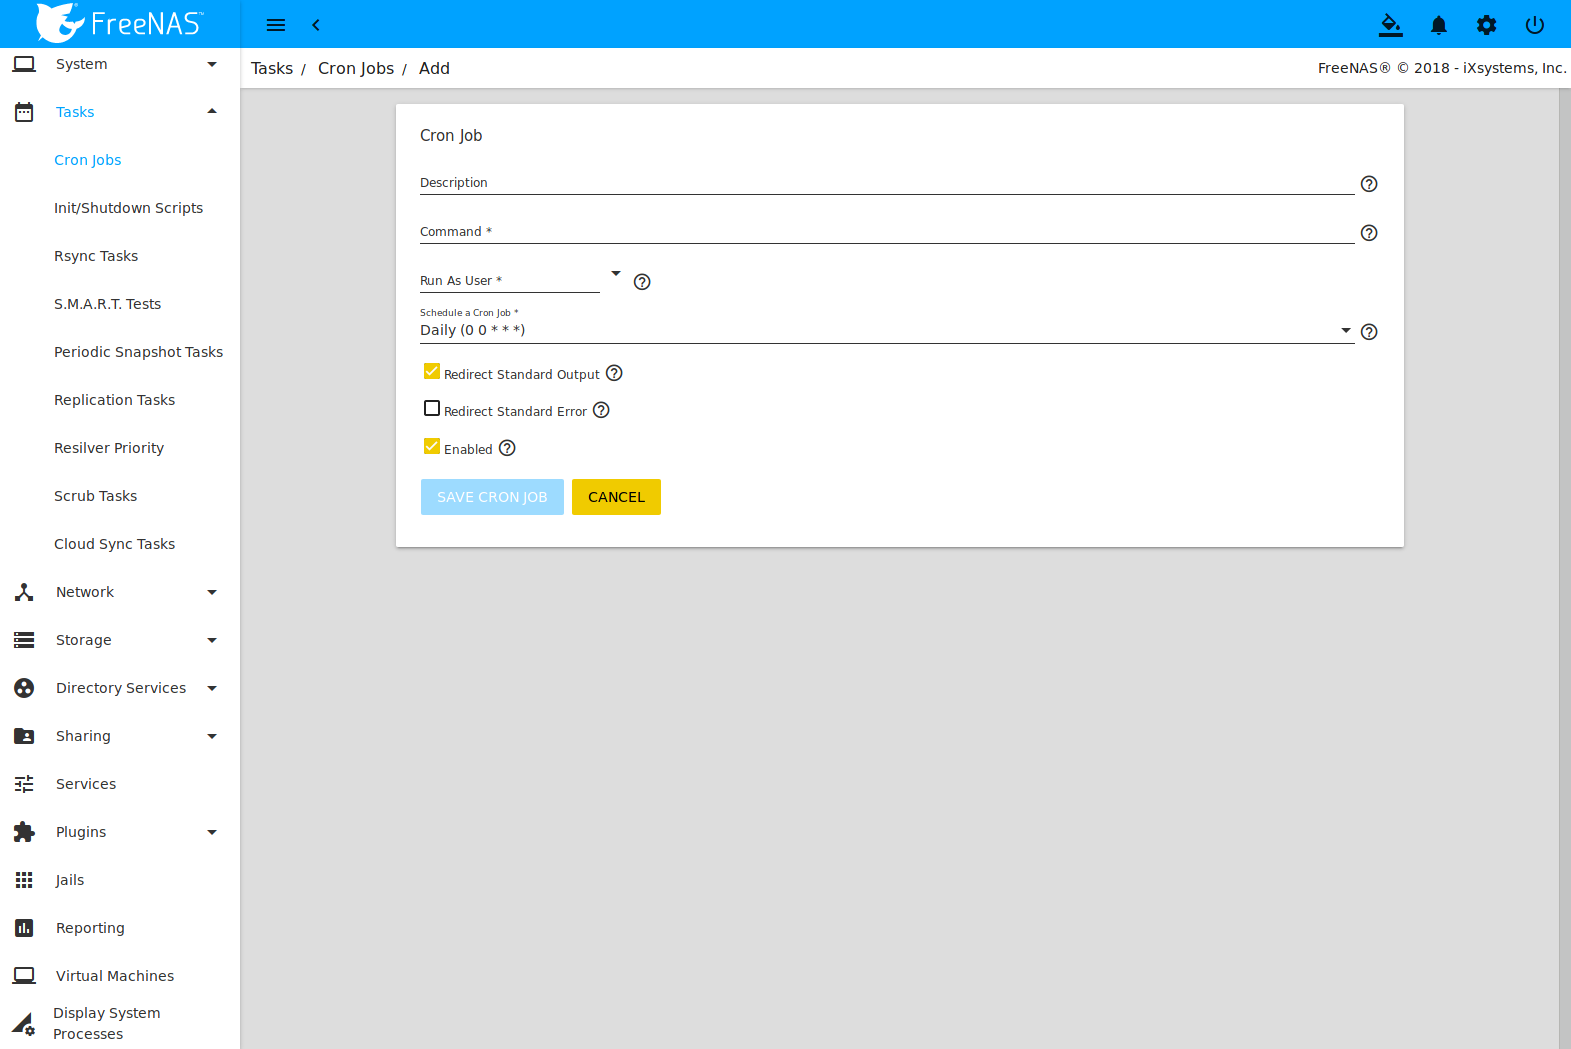 FreeNAS™
System
Tasks
Cron Jobs
Init/Shutdown Scripts
Rsync Tasks
S.M.A.R.T. Tests
Periodic Snapshot Tasks
Replication Tasks
Resilver Priority
Scrub Tasks
Cloud Sync Tasks
Network
Storage
Directory Services
Sharing
Services
Plugins
Jails
Reporting
Virtual Machines
Display System
Processes
Tasks / Cron Jobs / Add
FreeNAS® © 2018 - iXsystems, Inc.
Cron Job
Description
Command *
Run As User *
Schedule a Cron Job *
Daily (0 0 * * *)
Redirect Standard Output
Redirect Standard Error
Enabled
SAVE CRON JOB
CANCEL